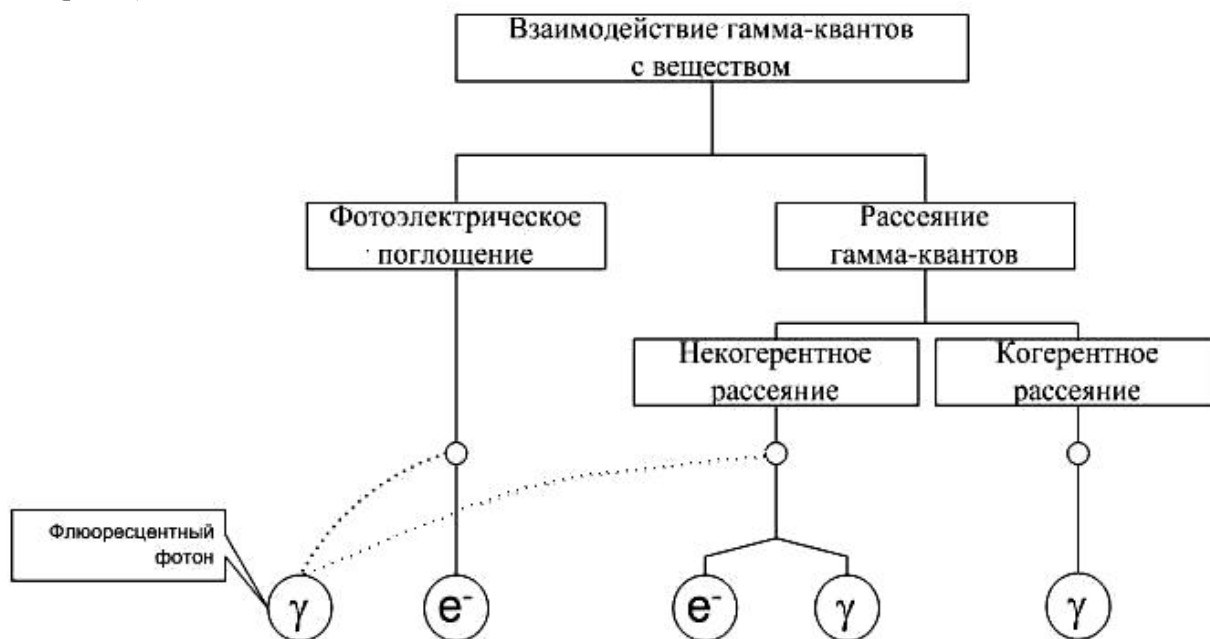 Взаимодействие гамма-квантов
с веществом
Фотоэлектрическое
поглощение
Рассеяние
гамма-квантов
Некогерентное
рассеяние
Когерентное
рассеяние
Флюоресцентный
фотон
γ
e⁻
e⁻
γ
γ